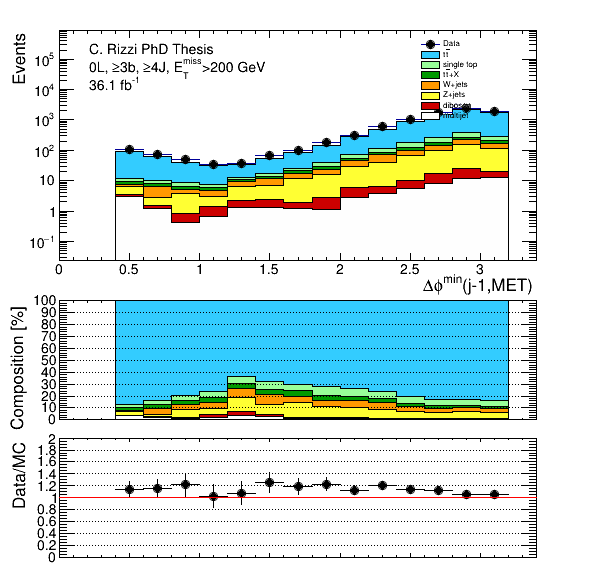 Events
C. Rizzi PhD Thesis
0L, ≥3b, ≥4J, E_T^miss>200 GeV
36.1 fb⁻¹
Data
tt̄
single top
tt̄+X
W+jets
Z+jets
diboson
multijet
10⁵
10⁴
10³
10²
10
1
10⁻¹
0 0.5 1 1.5 2 2.5 3
Δϕ^min(j-1,MET)
Composition [%]
100
90
80
70
60
50
40
30
20
10
0
Data/MC
2
1.8
1.6
1.4
1.2
1
0.8
0.6
0.4
0.2
0